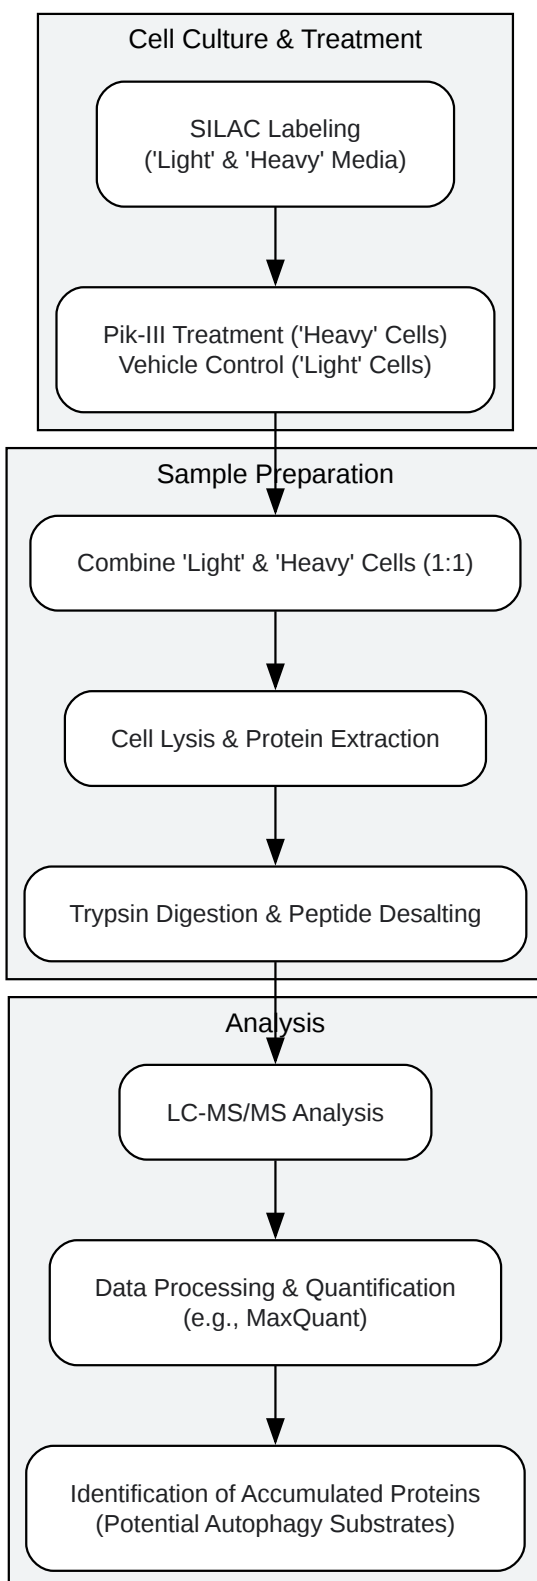 Cell Culture & Treatment
SILAC Labeling
('Light' & 'Heavy' Media)
Pik-III Treatment ('Heavy' Cells)
Vehicle Control ('Light' Cells)
Sample Preparation
Combine 'Light' & 'Heavy' Cells (1:1)
Cell Lysis & Protein Extraction
Trypsin Digestion & Peptide Desalting
Analysis
LC-MS/MS Analysis
Data Processing & Quantification
(e.g., MaxQuant)
Identification of Accumulated Proteins
(Potential Autophagy Substrates)